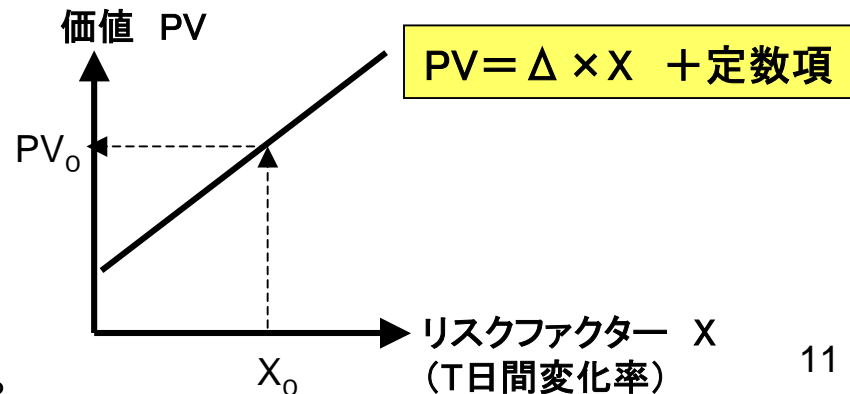 価値 PV
PV=Δ×X +定数項
PV₀
リスクファクター X
(T日間変化率)
X₀
11
。